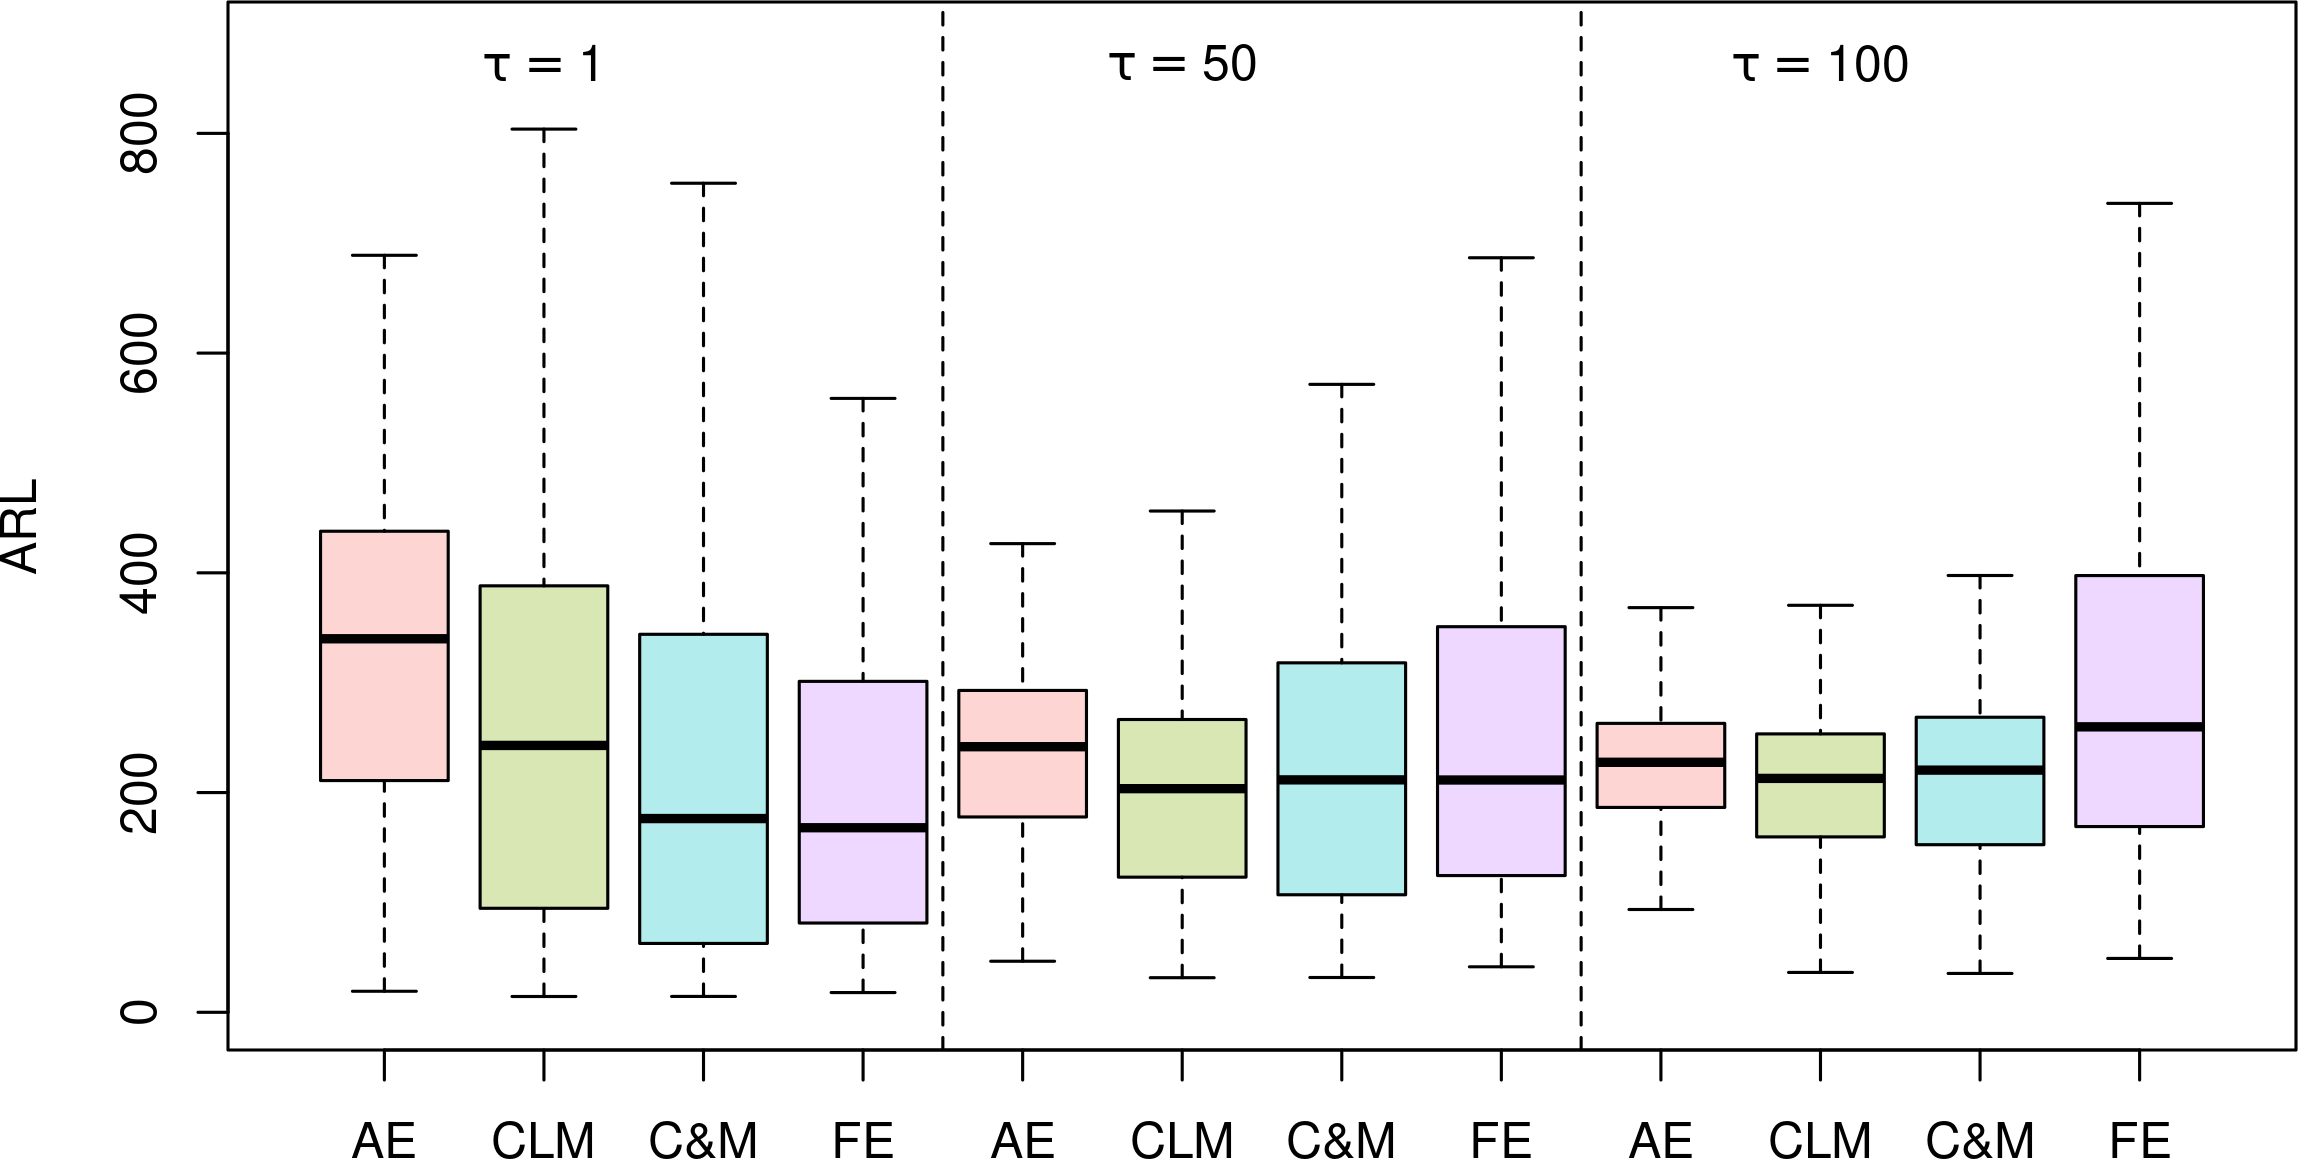 τ = 1
τ = 50
τ = 100
800
600
400
200
0
ARL
AE CLM C&M FE AE CLM C&M FE AE CLM C&M FE